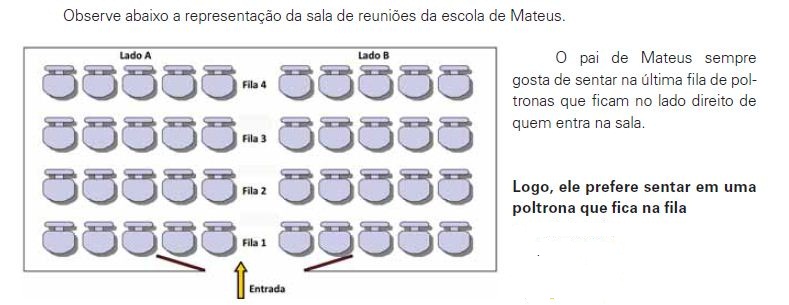 Observe abaixo a representação da sala de reuniões da escola de Mateus.
Lado A
Lado B
Fila 4
Fila 3
Fila 2
Fila 1
Entrada
O pai de Mateus sempre
gosta de sentar na última fila de pol-
tronas que ficam no lado direito de
quem entra na sala.
Logo, ele prefere sentar em uma
poltrona que fica na fila